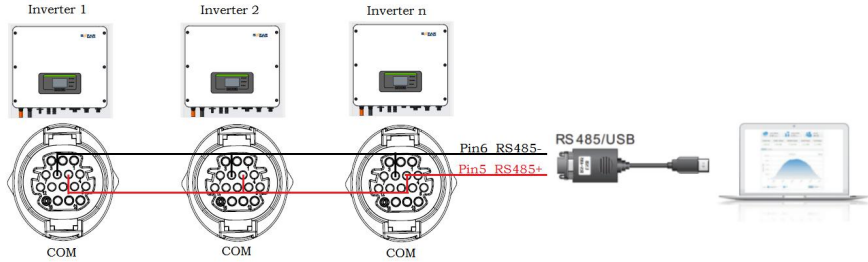 Inverter 1
Inverter 2
Inverter n
Pin6 RS485-
Pin5 RS485+
RS485/USB
COM
COM
COM